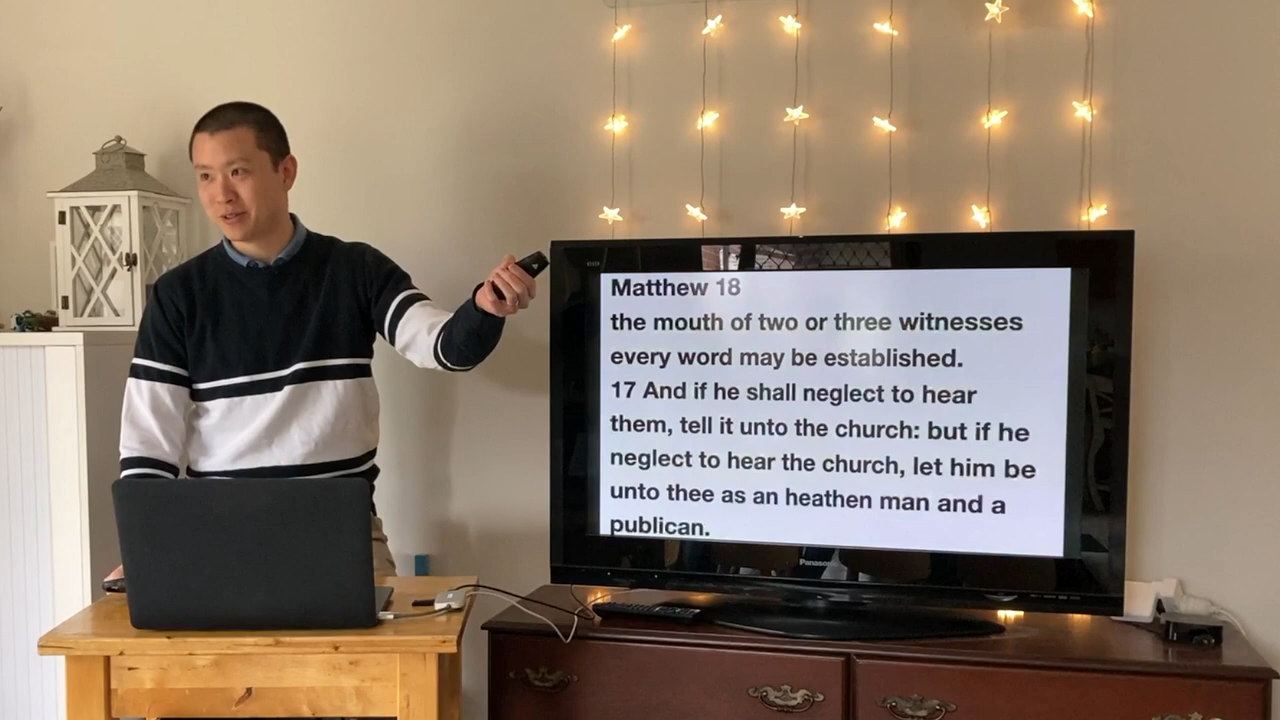 Matthew 18
the mouth of two or three witnesses
every word may be established.
17 And if he shall neglect to hear
them, tell it unto the church: but if he
neglect to hear the church, let him be
unto thee as an heathen man and a
publican.
Panasonic